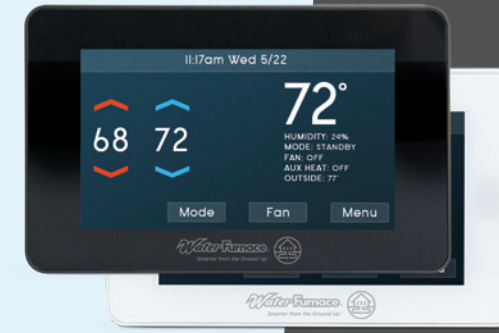 11:17am Wed 5/22
68
72
72°
HUMIDITY: 24%
MODE: STANDBY
FAN: OFF
AUX HEAT: OFF
OUTSIDE: 77°
Mode
Fan
Menu
WaterFurnace
Smarter from the Ground Up
WaterFurnace
Smarter from the Ground Up